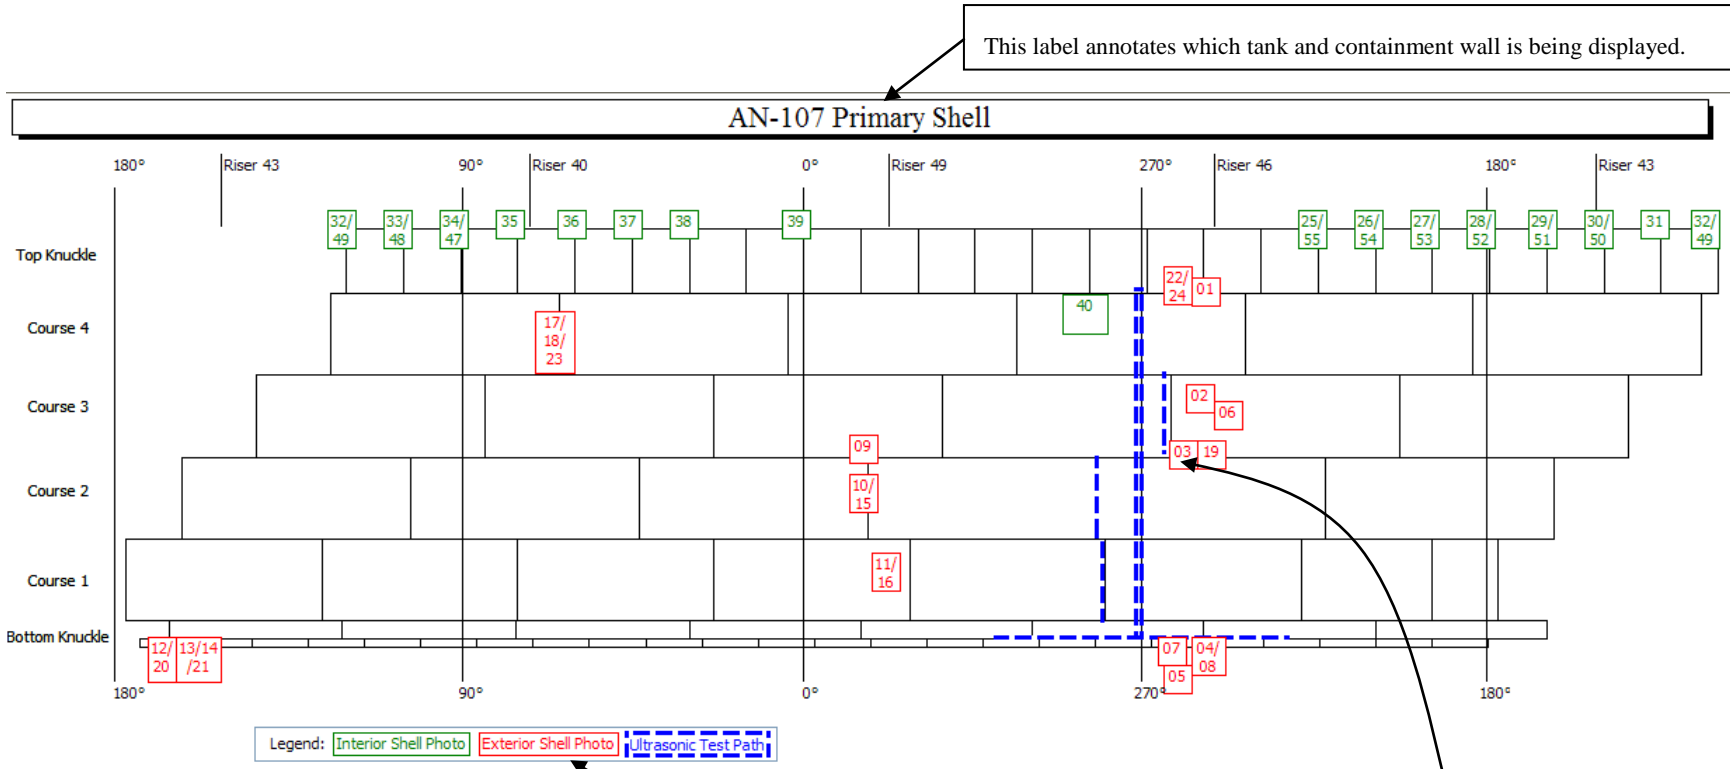 This label annotates which tank and containment wall is being displayed.
AN-107 Primary Shell
180° Riser 43 90° Riser 40 0° Riser 49 270° Riser 46 180° Riser 43
32/ 33/ 34/ 35 36 37 38 39 25/ 26/ 27/ 28/ 29/ 30/ 31 32/
49 48 47 55 54 53 52 51 50 49
Top Knuckle
22/ 01
24
40
Course 4
17/
18/
23
Course 3
02
06
09
03 19
Course 2
10/
15
Course 1
11/
16
Bottom Knuckle
12/ 13/14 07 04/
20 /21 08
05
180° 90° 0° 270° 180°
Legend: Interior Shell Photo Exterior Shell Photo Ultrasonic Test Path